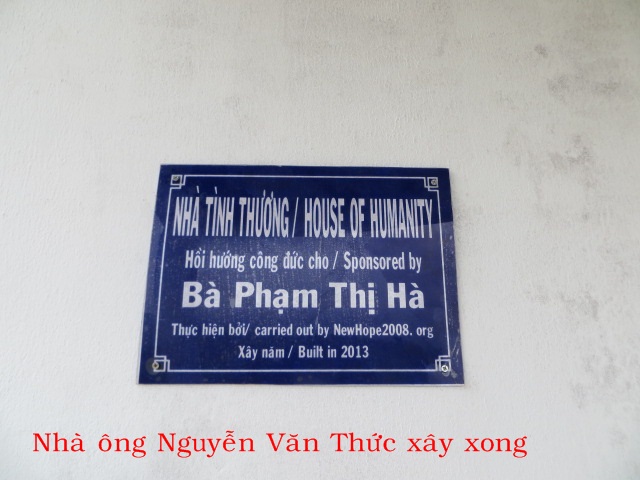 NHÀ TÌNH THƯƠNG / HOUSE OF HUMANITY
Hồi hướng công đức cho / Sponsored by
Bà Phạm Thị Hà
Thực hiện bởi/ carried out by NewHope2008. org
Xây năm / Built in 2013
Nhà ông Nguyễn Văn Thức xây xong